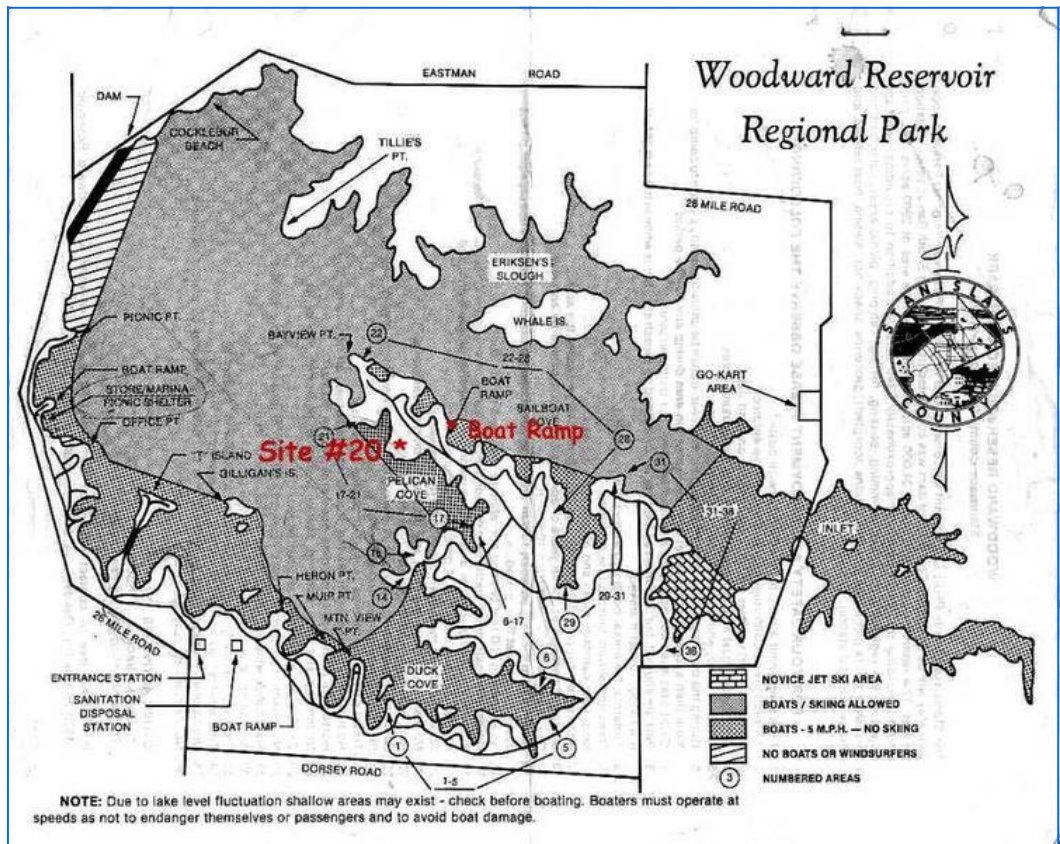 Woodward Reservoir
Regional Park
EASTMAN ROAD
DAM
COCKLEBUR
BEACH
TILLIE'S
PT.
26 MILE ROAD
ERIKSEN'S
SLOUGH
WHALE IS.
STANISLAUS
COUNTY
PICNIC PT.
BAYVIEW PT.
22
22-28
GO-KART
AREA
BOAT RAMP
STORE/MARINA
PICNIC SHELTER
OFFICE PT.
BOAT
RAMP
SAILBOAT
COVE
* Boat Ramp
21
28
Site #20 *
"T" ISLAND
GILLIGAN'S IS.
31
PELICAN
COVE
17-21
17
31-38
INLET
14
HERON PT.
MUIR PT.
MTN. VIEW
PT.
29-31
29
6-17
6
38
26 MILE ROAD
DUCK
COVE
ENTRANCE STATION
SANITATION
DISPOSAL
STATION
BOAT RAMP
1
5
1-5
DORSEY ROAD
NOVICE JET SKI AREA
BOATS / SKIING ALLOWED
BOATS - 5 M.P.H. — NO SKIING
NO BOATS OR WINDSURFERS
3 NUMBERED AREAS
NOTE: Due to lake level fluctuation shallow areas may exist - check before boating. Boaters must operate at
speeds as not to endanger themselves or passengers and to avoid boat damage.